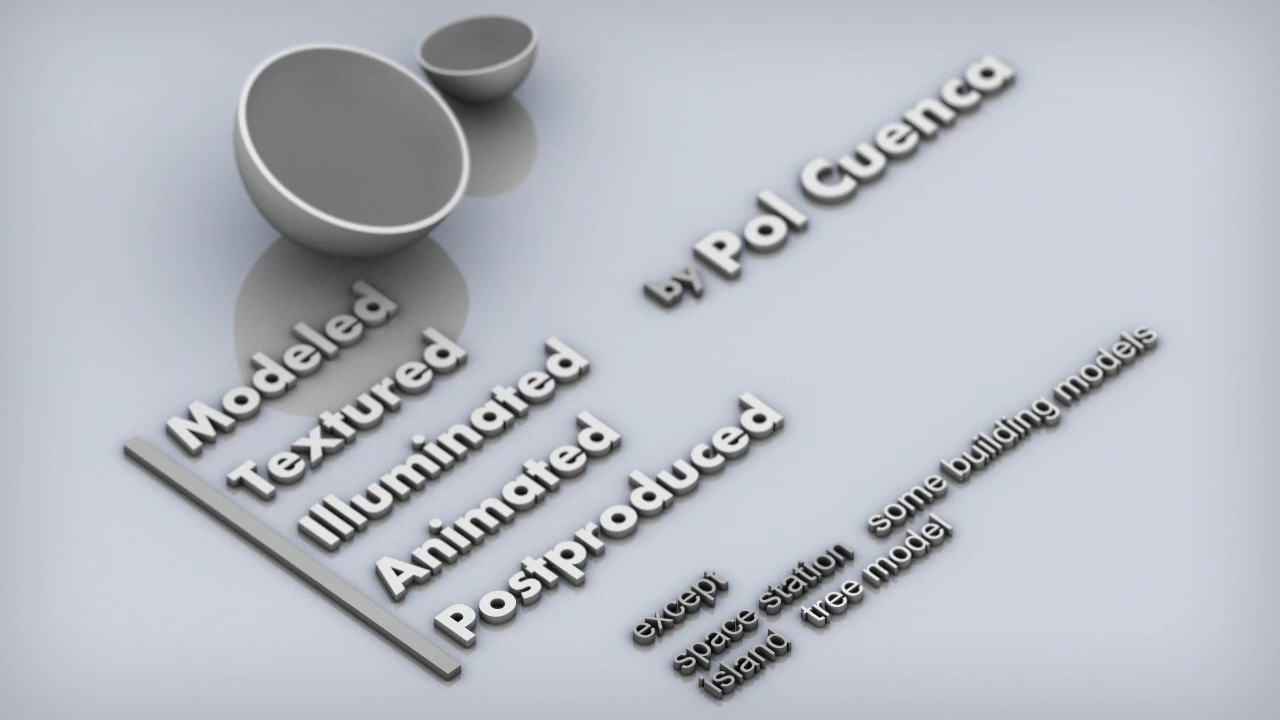 Modeled
Textured
Illuminated
Animated
Postproduced
by Pol Cuenca
except
space station some building models
island tree model